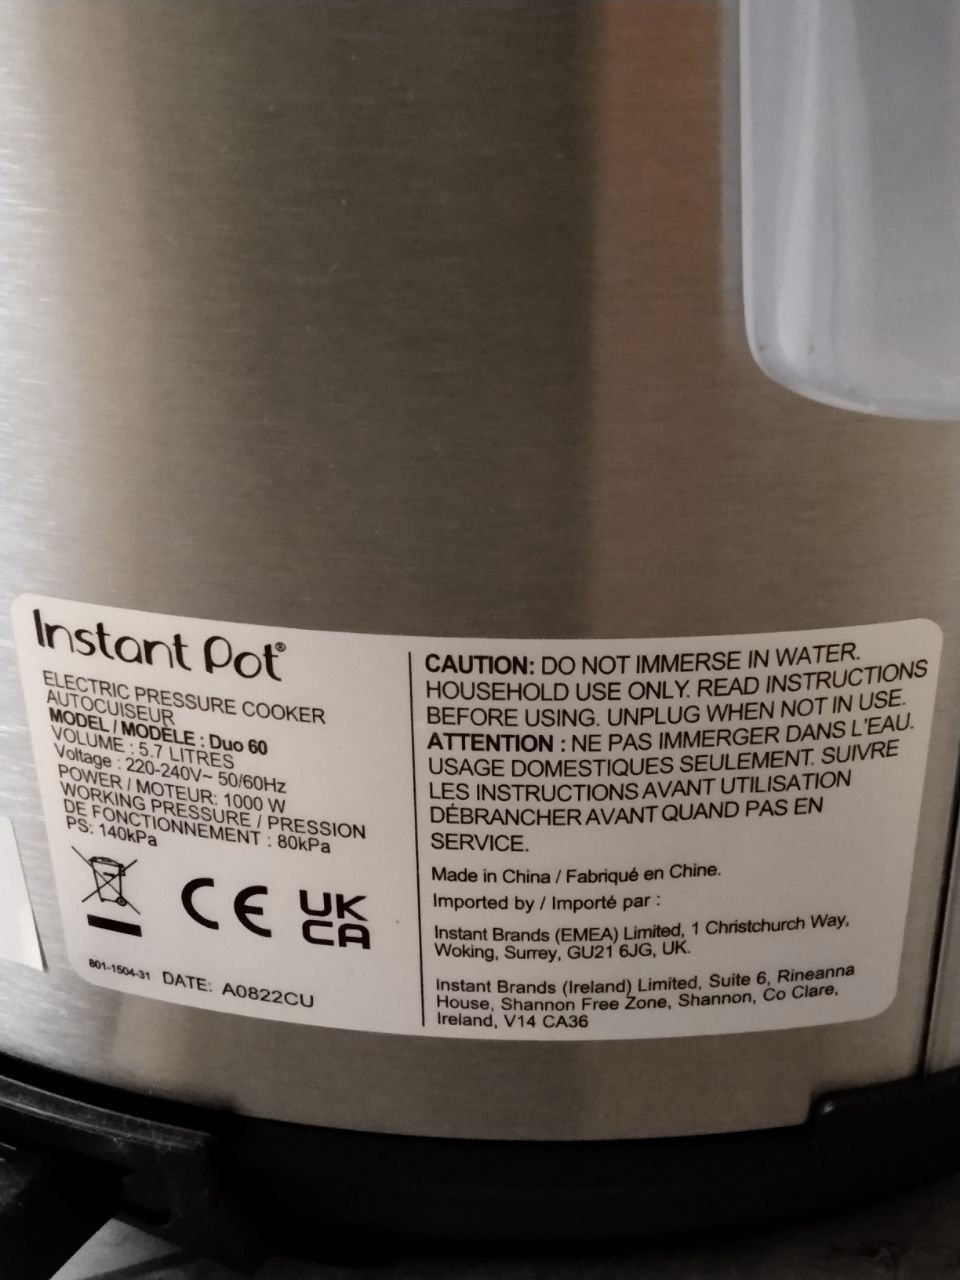 Instant Pot®
ELECTRIC PRESSURE COOKER
AUTOCUISEUR
MODEL / MODÈLE : Duo 60
VOLUME : 5.7 LITRES
Voltage : 220-240V~ 50/60Hz
POWER / MOTEUR: 1000 W
WORKING PRESSURE / PRESSION
DE FONCTIONNEMENT : 80kPa
PS: 140kPa
CE UK
CA
801-1504-31 DATE: A0822CU
CAUTION: DO NOT IMMERSE IN WATER.
HOUSEHOLD USE ONLY. READ INSTRUCTIONS
BEFORE USING. UNPLUG WHEN NOT IN USE.
ATTENTION : NE PAS IMMERGER DANS L'EAU.
USAGE DOMESTIQUES SEULEMENT. SUIVRE
LES INSTRUCTIONS AVANT UTILISATION
DÉBRANCHER AVANT QUAND PAS EN
SERVICE.
Made in China / Fabriqué en Chine.
Imported by / Importé par :
Instant Brands (EMEA) Limited, 1 Christchurch Way,
Woking, Surrey, GU21 6JG, UK.
Instant Brands (Ireland) Limited, Suite 6, Rineanna
House, Shannon Free Zone, Shannon, Co Clare,
Ireland, V14 CA36